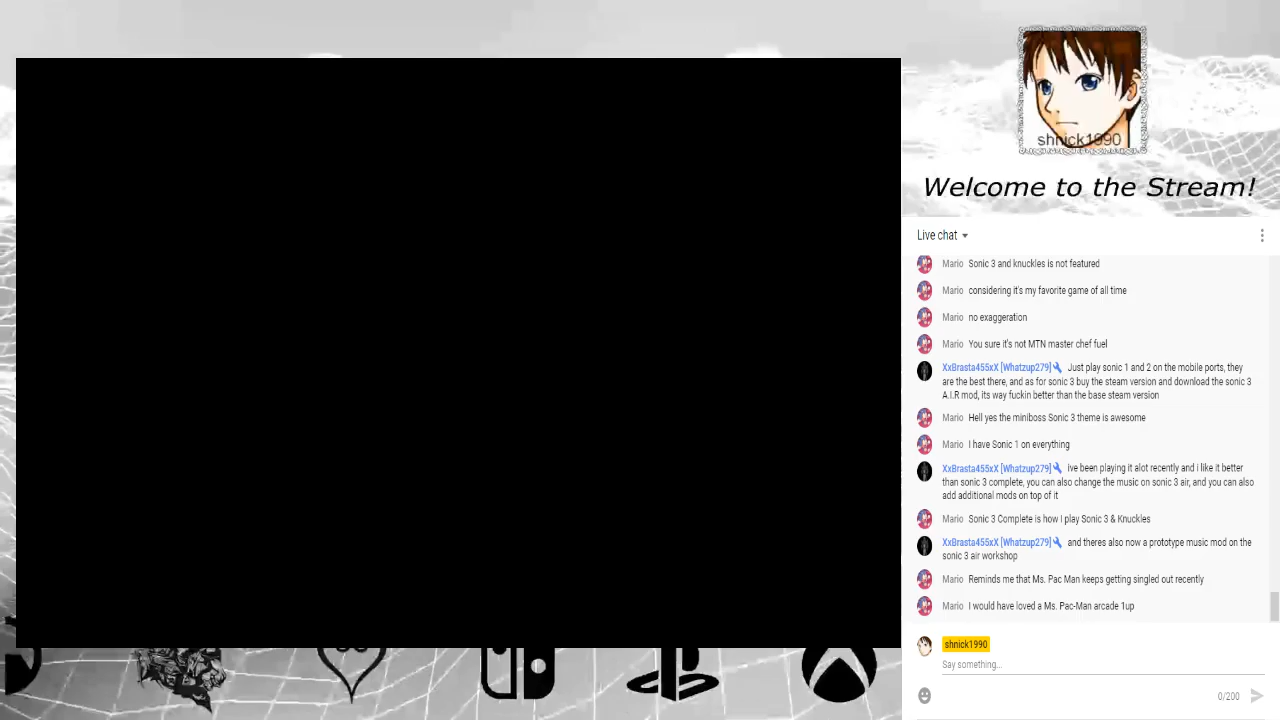 shnick1990
Welcome to the Stream!
Live chat
Mario Sonic 3 and knuckles is not featured
Mario considering it's my favorite game of all time
Mario no exaggeration
Mario You sure it's not MTN master chef fuel
XxBrasta455xX [Whatzup279] Just play sonic 1 and 2 on the mobile ports, they
are the best there, and as for sonic 3 buy the steam version and download the sonic 3
A.I.R mod, its way fuckin better than the base steam version
Mario Hell yes the miniboss Sonic 3 theme is awesome
Mario I have Sonic 1 on everything
XxBrasta455xX [Whatzup279] ive been playing it alot recently and i like it better
than sonic 3 complete, you can also change the music on sonic 3 air, and you can also
add additional mods on top of it
Mario Sonic 3 Complete is how I play Sonic 3 & Knuckles
XxBrasta455xX [Whatzup279] and theres also now a prototype music mod on the
sonic 3 air workshop
Mario Reminds me that Ms. Pac Man keeps getting singled out recently
Mario I would have loved a Ms. Pac-Man arcade 1up
shnick1990
Say something...
0/200